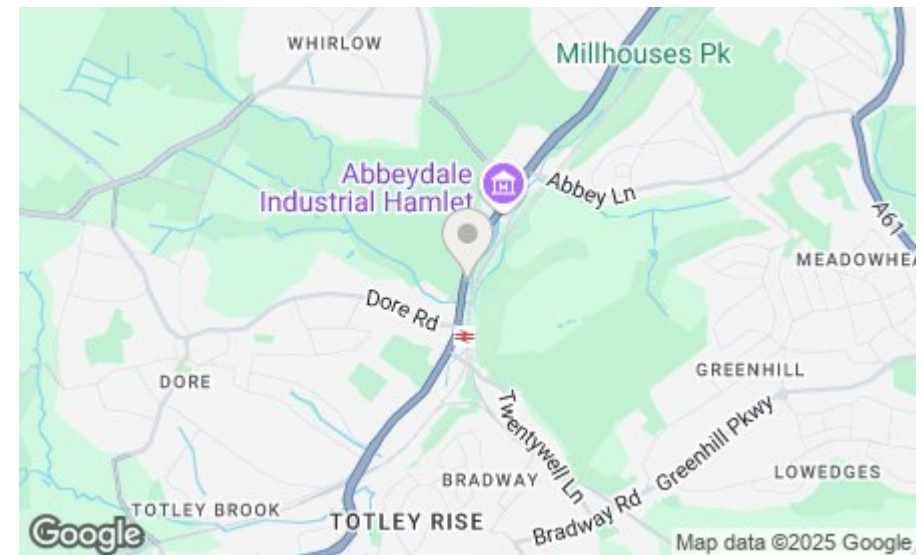 WHIRLOW
Millhouses Pk
Abbeydale
Industrial Hamlet
Abbey Ln
A61
MEADOWHEA
Dore Rd
DORE
GREENHILL
Twentywell Ln
Greenhill Pkwy
BRADWAY
LOWEDGES
TOTLEY BROOK
TOTLEY RISE
Bradway Rd
Google
Map data ©2025 Google